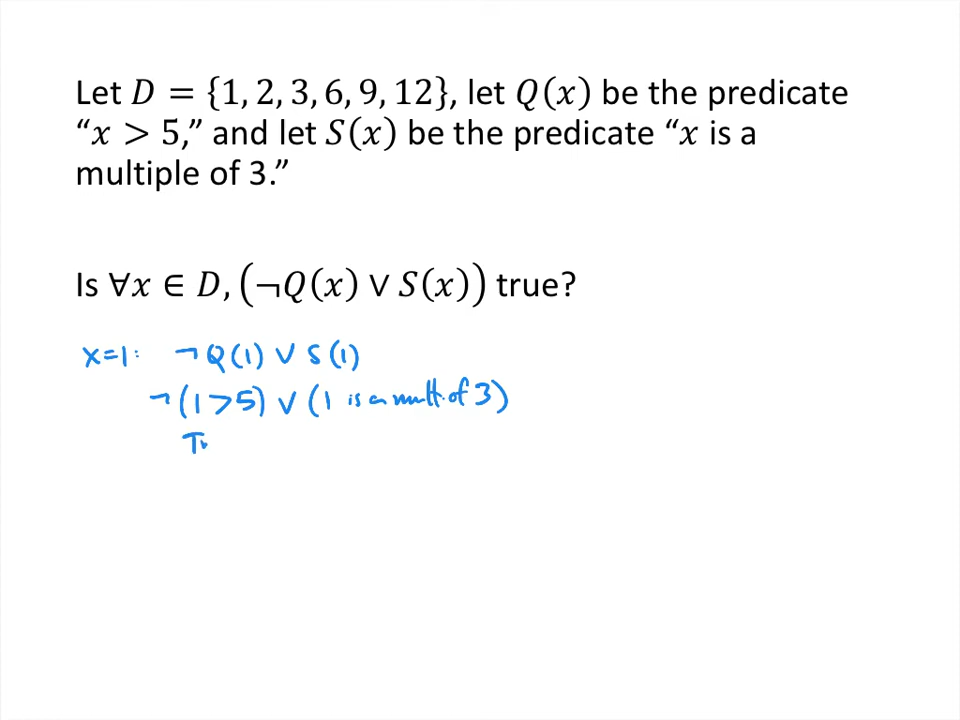 Let D = {1, 2, 3, 6, 9, 12}, let Q(x) be the predicate
“x > 5,” and let S(x) be the predicate “x is a
multiple of 3.”
Is ∀x ∈ D, (¬Q(x) ∨ S(x)) true?
x=1: ¬Q(1) ∨ S(1)
¬(1>5) ∨ (1 is a mult. of 3)